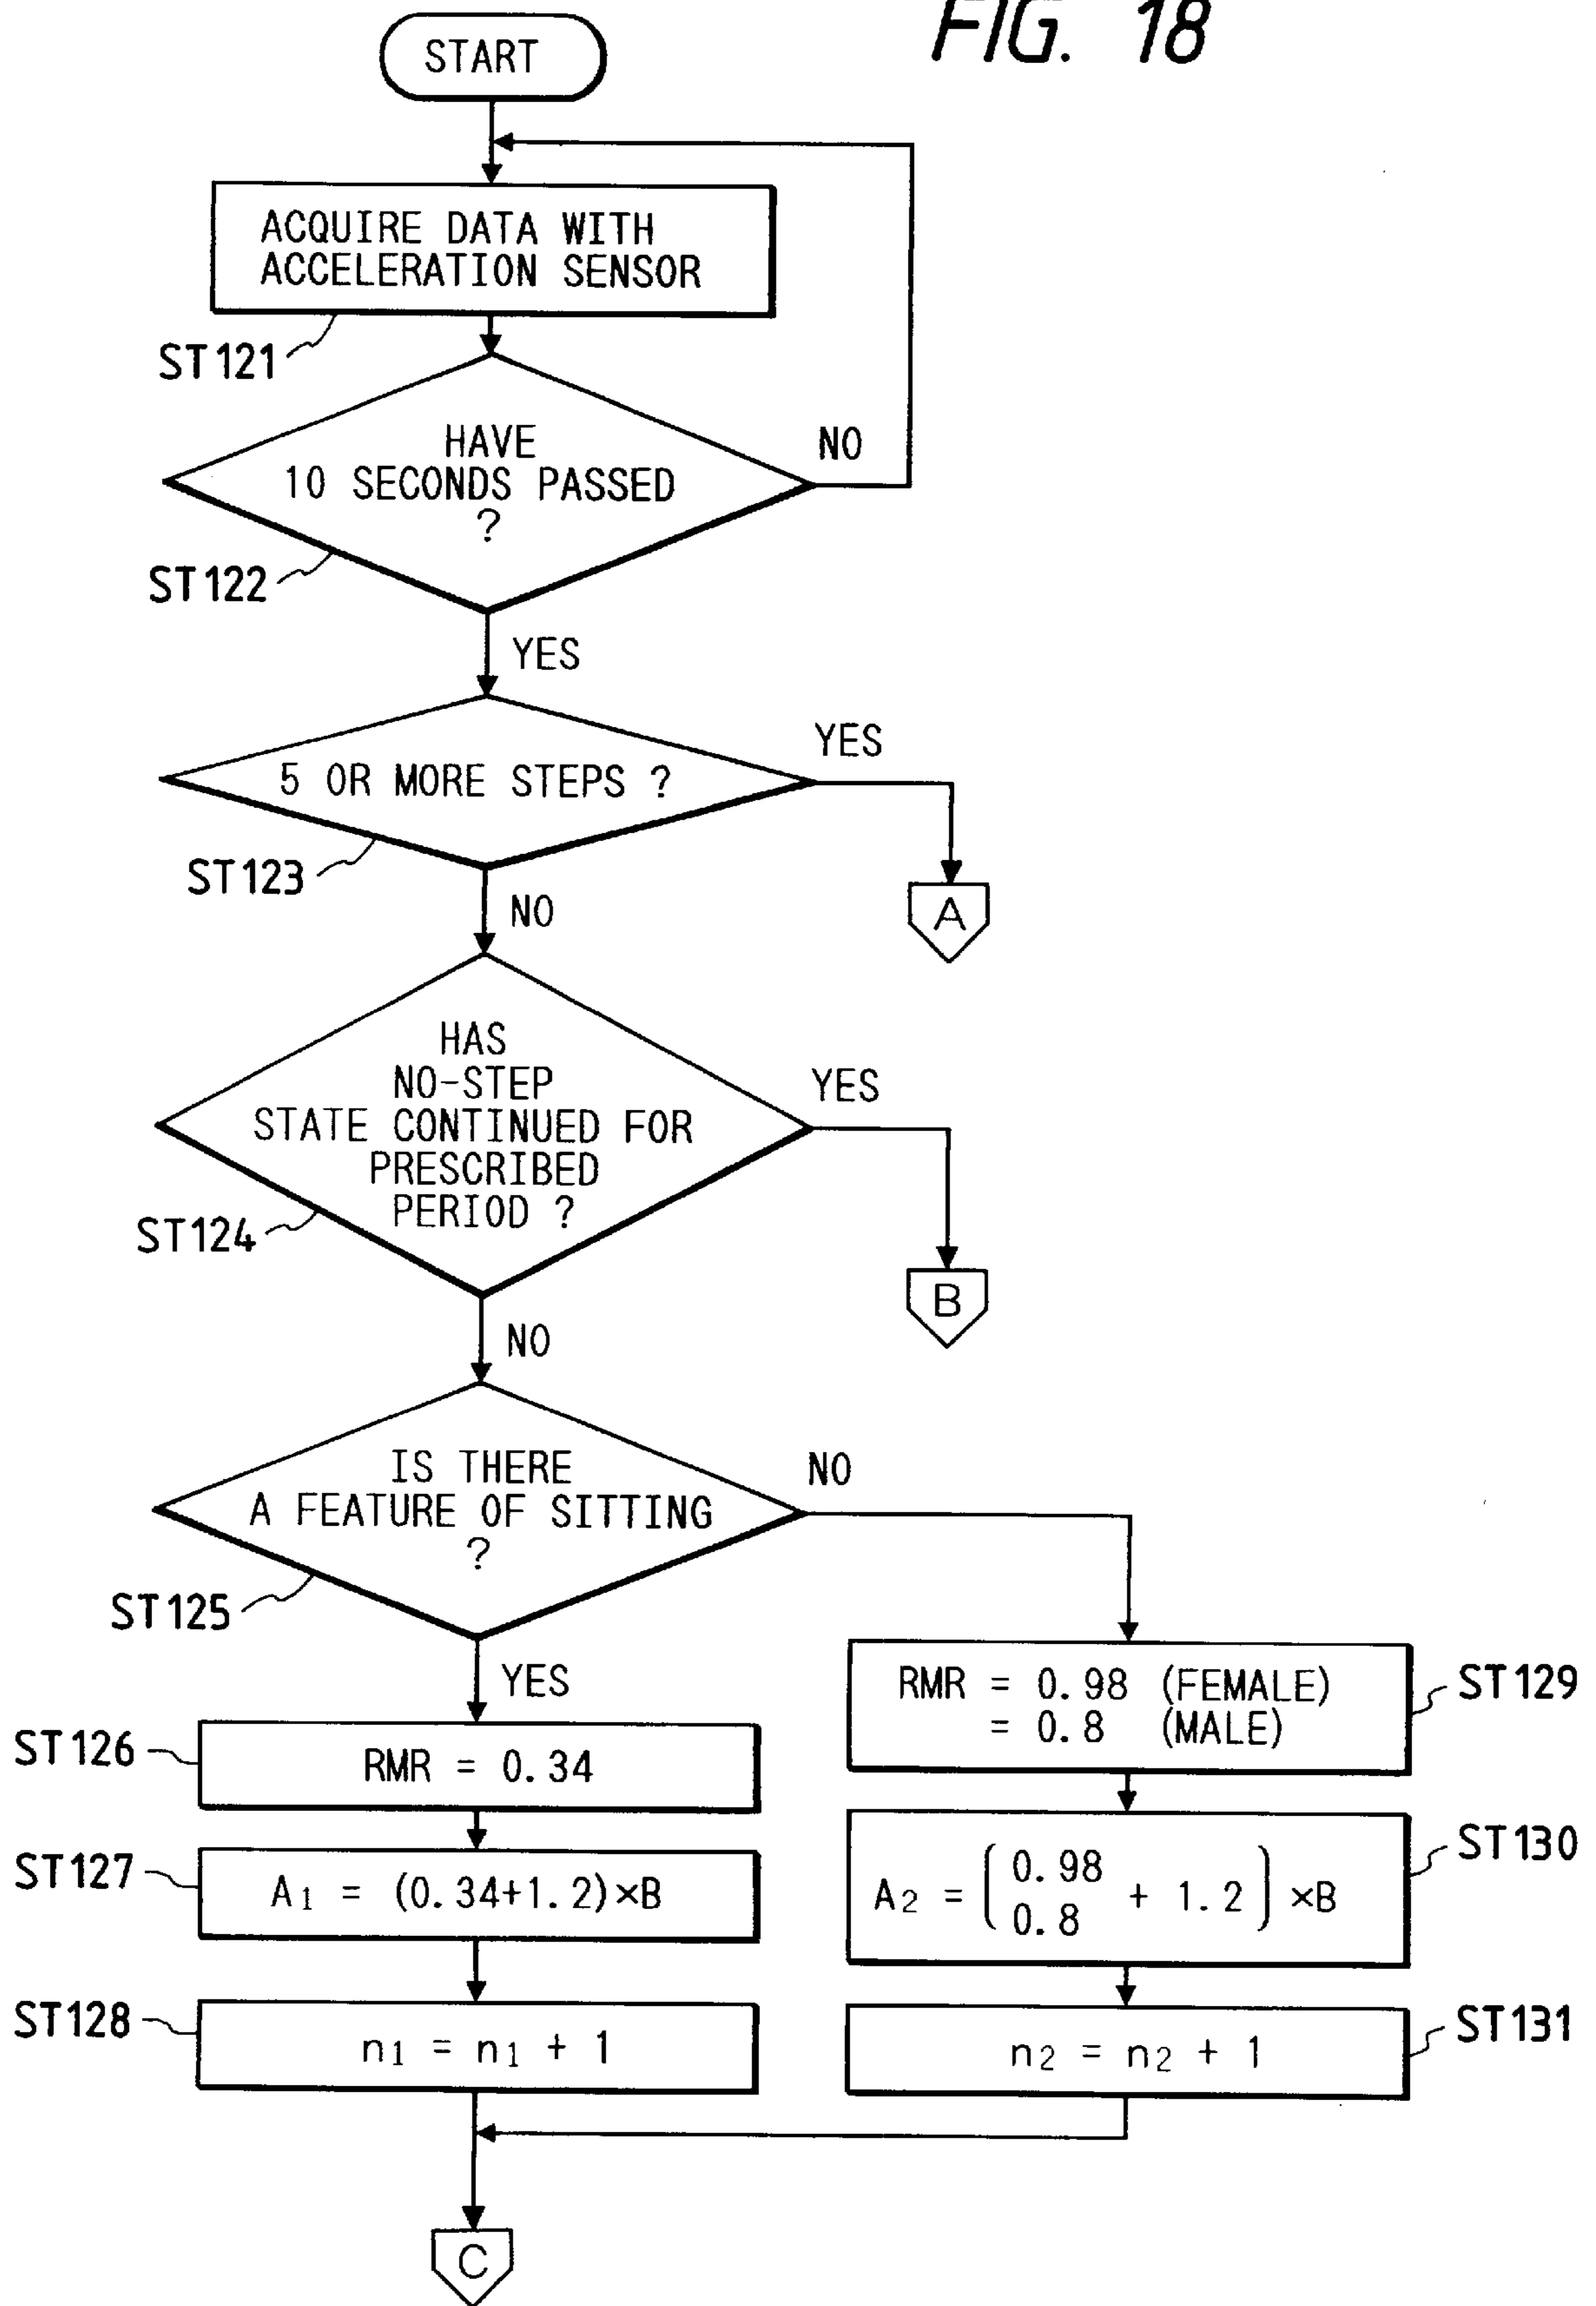 FIG. 18
START
ACQUIRE DATA WITH
ACCELERATION SENSOR
ST121
HAVE
10 SECONDS PASSED
?
NO
ST122
YES
5 OR MORE STEPS ?
YES
ST123
A
NO
HAS
NO-STEP
STATE CONTINUED FOR
PRESCRIBED
PERIOD ?
YES
ST124
B
NO
IS THERE
A FEATURE OF SITTING
?
NO
ST125
YES
RMR = 0.98 (FEMALE)
= 0.8 (MALE)
ST129
ST126
RMR = 0.34
ST127
A1 = (0.34+1.2)×B
A2 = (0.98
0.8 + 1.2) ×B
ST130
ST128
n1 = n1 + 1
n2 = n2 + 1
ST131
C